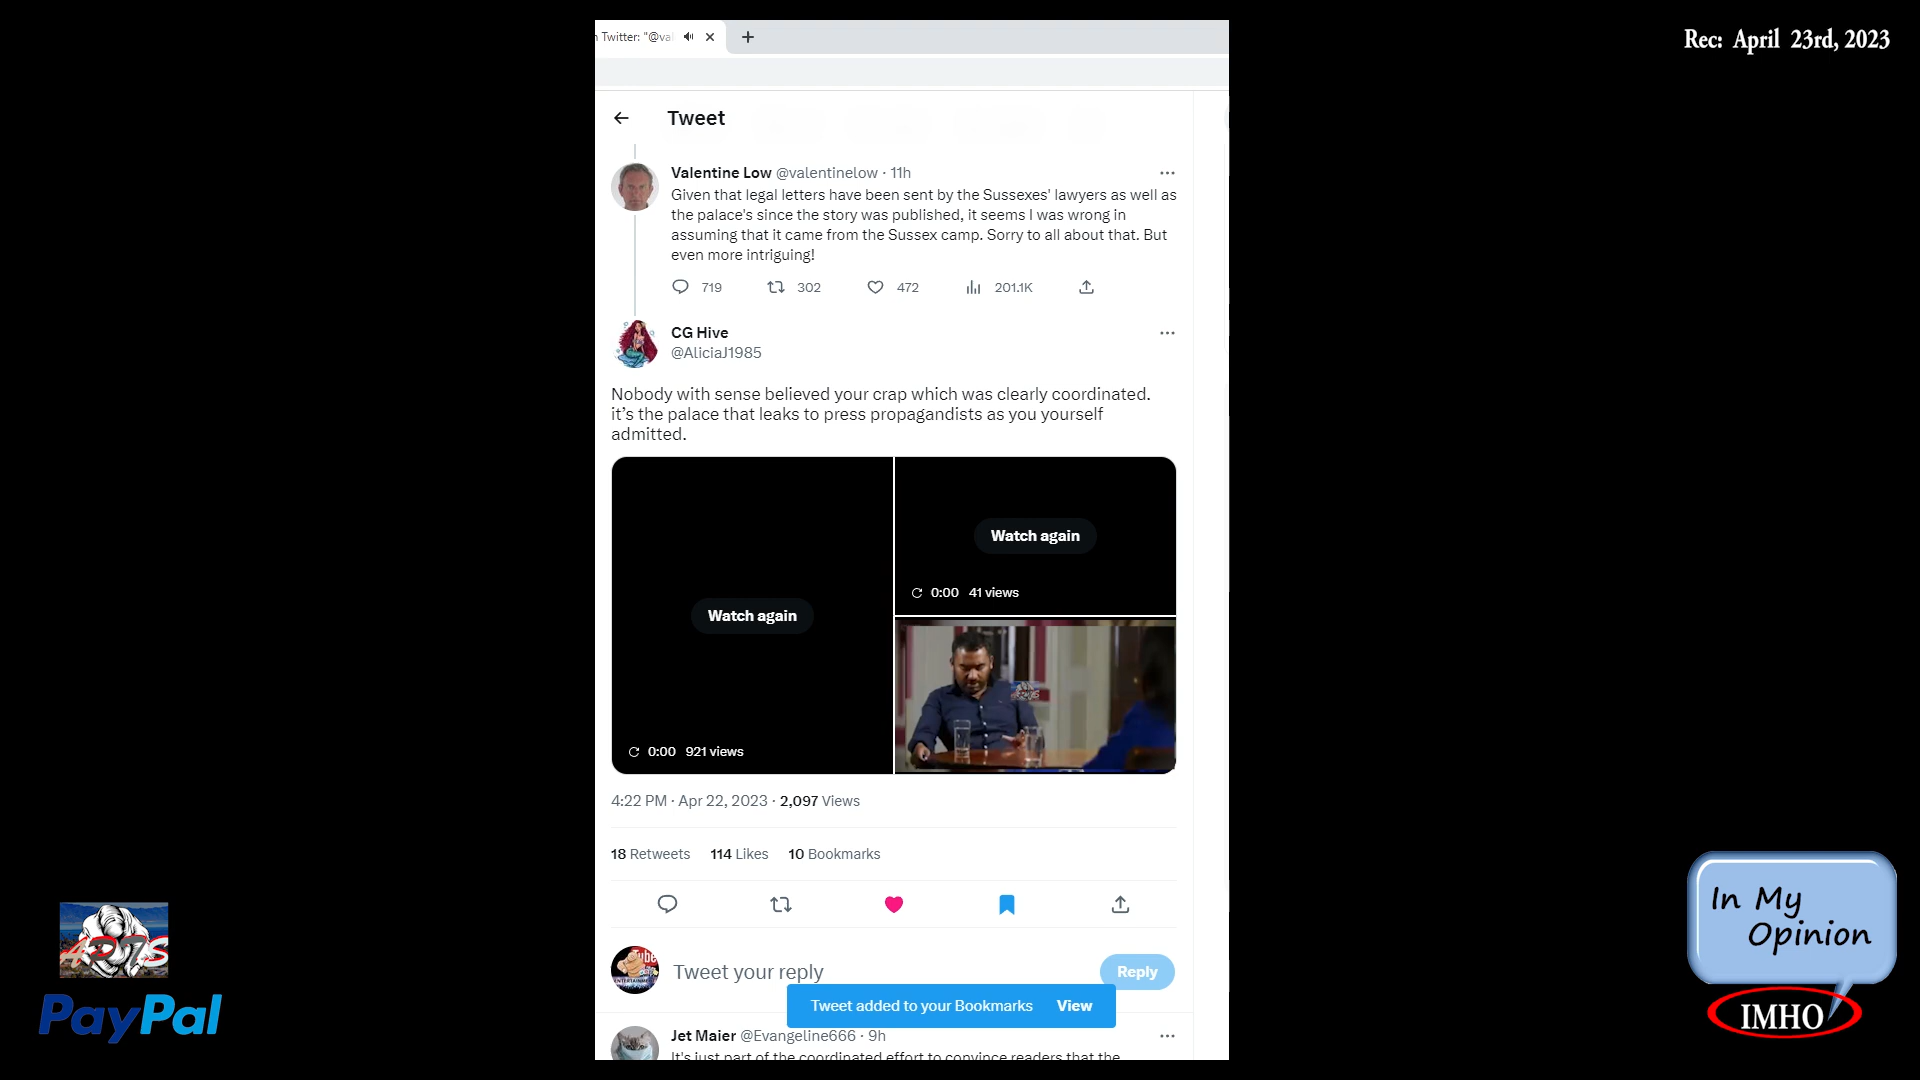 n Twitter: "@va
Rec: April 23rd, 2023
Tweet
Valentine Low @valentinelow · 11h
Given that legal letters have been sent by the Sussexes' lawyers as well as
the palace's since the story was published, it seems I was wrong in
assuming that it came from the Sussex camp. Sorry to all about that. But
even more intriguing!
719 302 472 201.1K
CG Hive
@AliciaJ1985
Nobody with sense believed your crap which was clearly coordinated.
it’s the palace that leaks to press propagandists as you yourself
admitted.
Watch again
0:00 41 views
Watch again
0:00 921 views
4:22 PM · Apr 22, 2023 · 2,097 Views
18 Retweets 114 Likes 10 Bookmarks
Tweet your reply
Reply
Tweet added to your Bookmarks View
Jet Maier @Evangeline666 · 9h
It's just part of the coordinated effort to convince readers that the
PayPal
In My
Opinion
IMHO